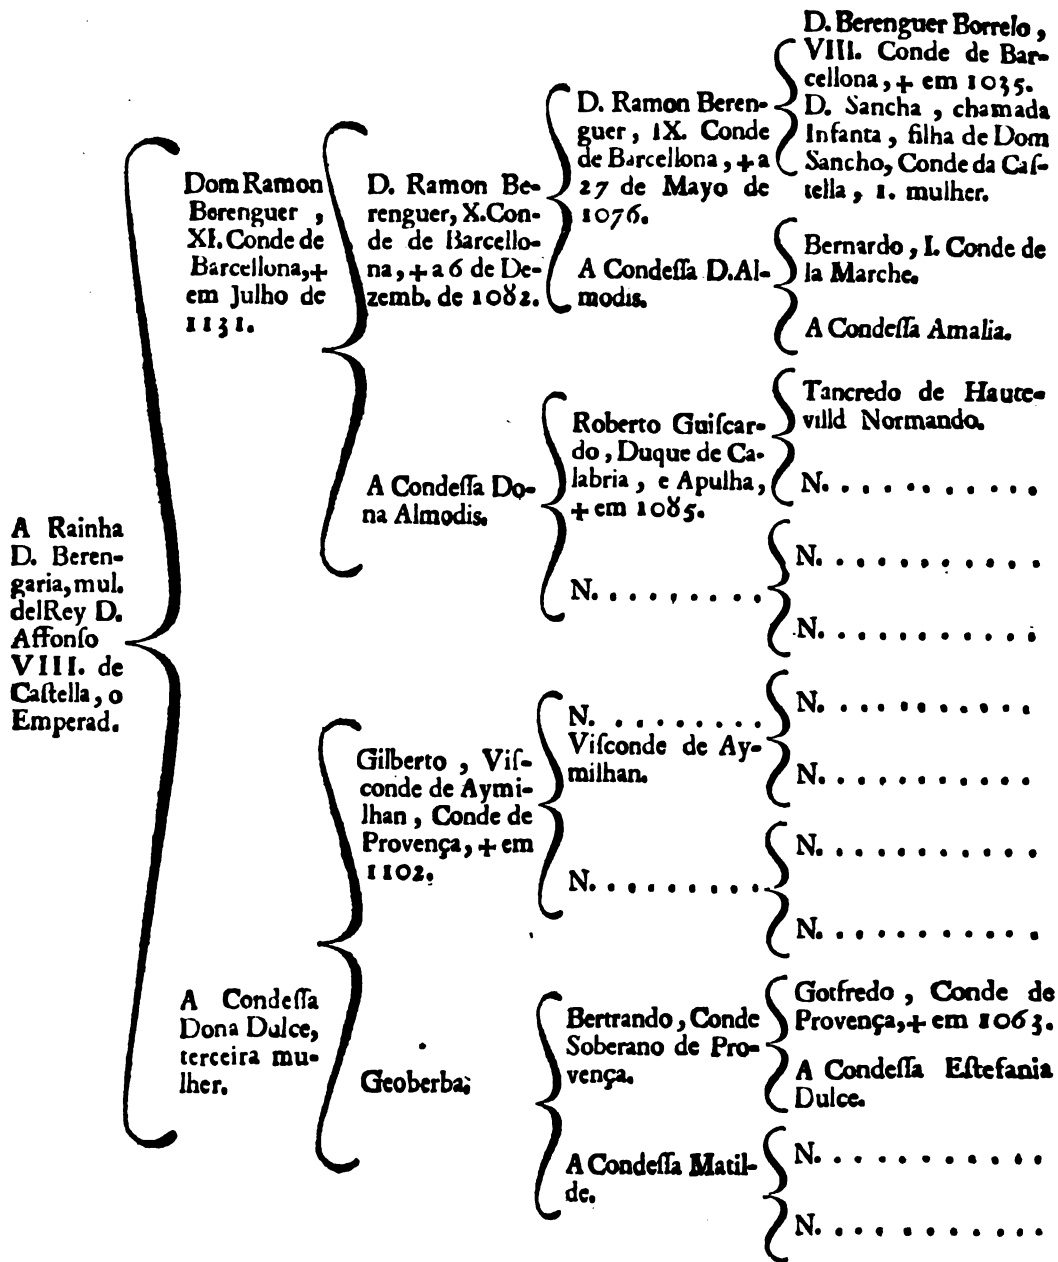 A Rainha
D. Beren-
garia, mul.
delRey D.
Affonſo
VIII. de
Caſtella, o
Emperad.
Dom Ramon
Berenguer ,
XI. Conde de
Barcellona, +
em Julho de
1131.
A Condeſſa
Dona Dulce,
terceira mu-
lher.
D. Ramon Be-
renguer, X. Con-
de de Barcello-
na, + a 6 de De-
zemb. de 1082.
A Condeſſa Do-
na Almodis.
Gilberto , Viſ-
conde de Aymi-
lhan , Conde de
Provença, + em
1102.
Geoberba;
D. Ramon Beren-
guer, IX. Conde
de Barcellona, + a
27 de Mayo de
1076.
A Condeſſa D. Al-
modis.
Roberto Guiſcar-
do , Duque de Ca-
labria , e Apulha,
+ em 1085.
N. . . . . . . . .
N. . . . . . . . .
Viſconde de Ay-
milhan.
N. . . . . . . . .
Bertrando , Conde
Soberano de Pro-
vença.
A Condeſſa Matil-
de.
D. Berenguer Borrelo ,
VIII. Conde de Bar-
cellona, + em 1035.
D. Sancha , chamada
Infanta , filha de Dom
Sancho, Conde da Caſ-
tella , 1. mulher.
Bernardo , I. Conde de
la Marche.
A Condeſſa Amalia.
Tancredo de Haute-
villd Normando.
N. . . . . . . . . . .
N. . . . . . . . . . .
N. . . . . . . . . . .
N. . . . . . . . . . .
N. . . . . . . . . . .
N. . . . . . . . . . .
N. . . . . . . . . . .
Gotfredo , Conde de
Provença, + em 1063.
A Condeſſa Eſtefania
Dulce.
N. . . . . . . . . . .
N. . . . . . . . . . .